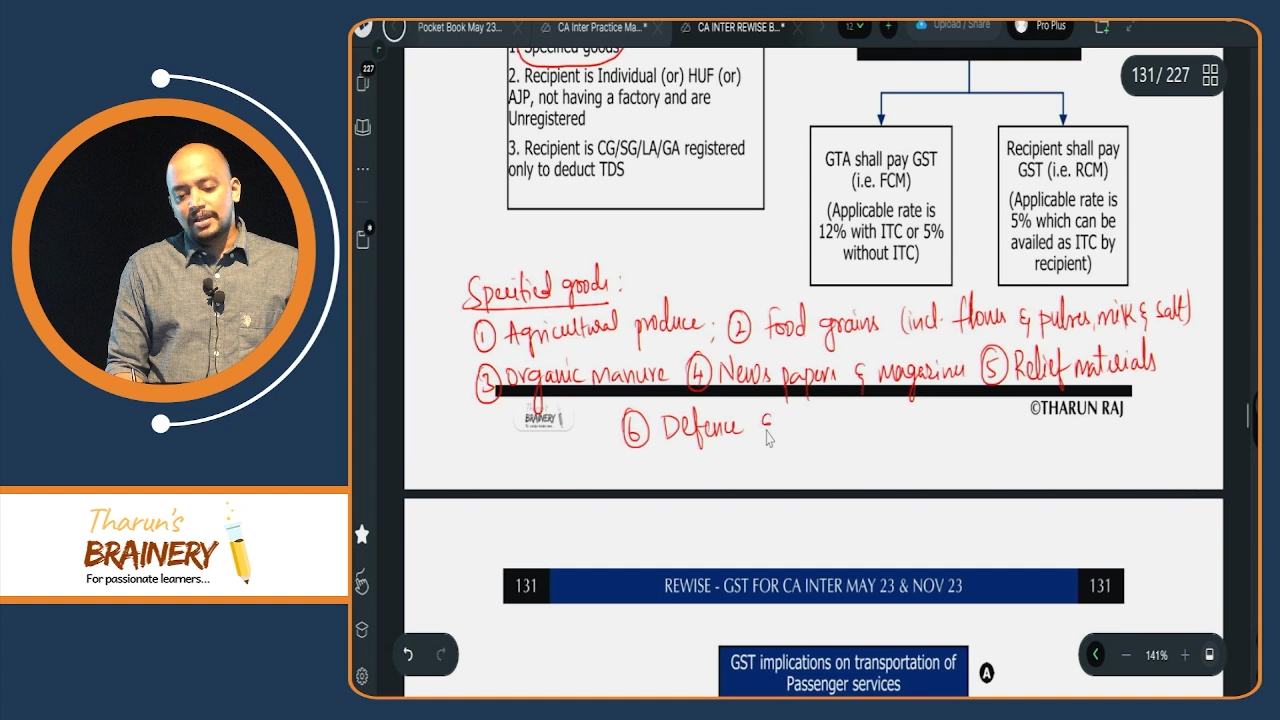 Pocket Book May 23...
CA Inter Practice Ma...*
CA INTER REWISE B...*
12
Upload / Share
Pro Plus
227
131/ 227
1. Specified goods
2. Recipient is Individual (or) HUF (or)
AJP, not having a factory and are
Unregistered
3. Recipient is CG/SG/LA/GA registered
only to deduct TDS
GTA shall pay GST
(i.e. FCM)
(Applicable rate is
12% with ITC or 5%
without ITC)
Recipient shall pay
GST (i.e. RCM)
(Applicable rate is
5% which can be
availed as ITC by
recipient)
Specified goods :
① Agricultural produce; ② Food grains (incl. flours & pulses, milk & salt)
③ Organic manure ④ News papers & magazines ⑤ Relief materials
©THARUN RAJ
BRAINERY
⑥ Defence
131 REWISE - GST FOR CA INTER MAY 23 & NOV 23 131
GST implications on transportation of
Passenger services
A
141%
Tharun's
BRAINERY
For passionate learners...